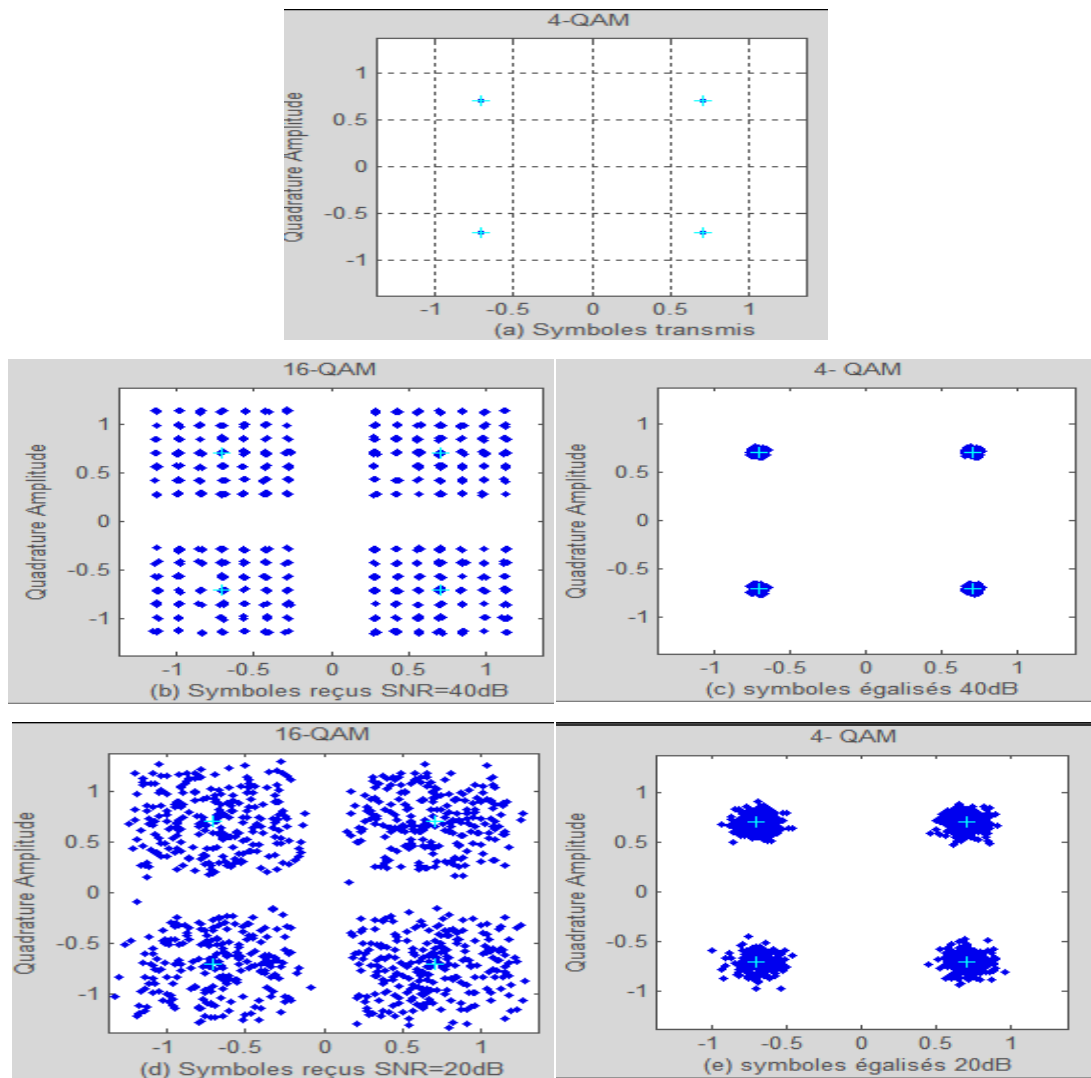 4-QAM
Quadrature Amplitude
1
0.5
0
-0.5
-1
-1 -0.5 0 0.5 1
(a) Symboles transmis
16-QAM
Quadrature Amplitude
1
0.5
0
-0.5
-1
-1 -0.5 0 0.5 1
(b) Symboles reçus SNR=40dB
4- QAM
Quadrature Amplitude
1
0.5
0
-0.5
-1
-1 -0.5 0 0.5 1
(c) symboles égalisés 40dB
16-QAM
Quadrature Amplitude
1
0.5
0
-0.5
-1
-1 -0.5 0 0.5 1
(d) Symboles reçus SNR=20dB
4- QAM
Quadrature Amplitude
1
0.5
0
-0.5
-1
-1 -0.5 0 0.5 1
(e) symboles égalisés 20dB